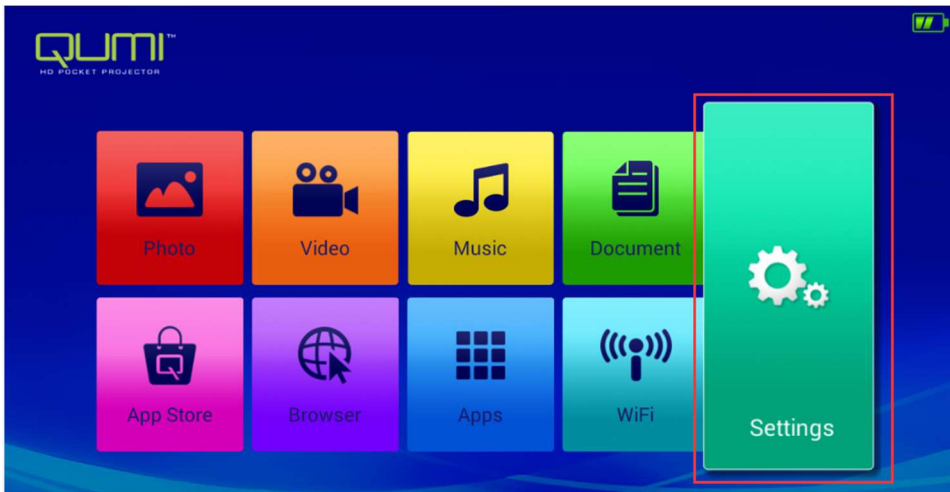 QUMI™
HD POCKET PROJECTOR
Photo
Video
Music
Document
App Store
Browser
Apps
WiFi
Settings